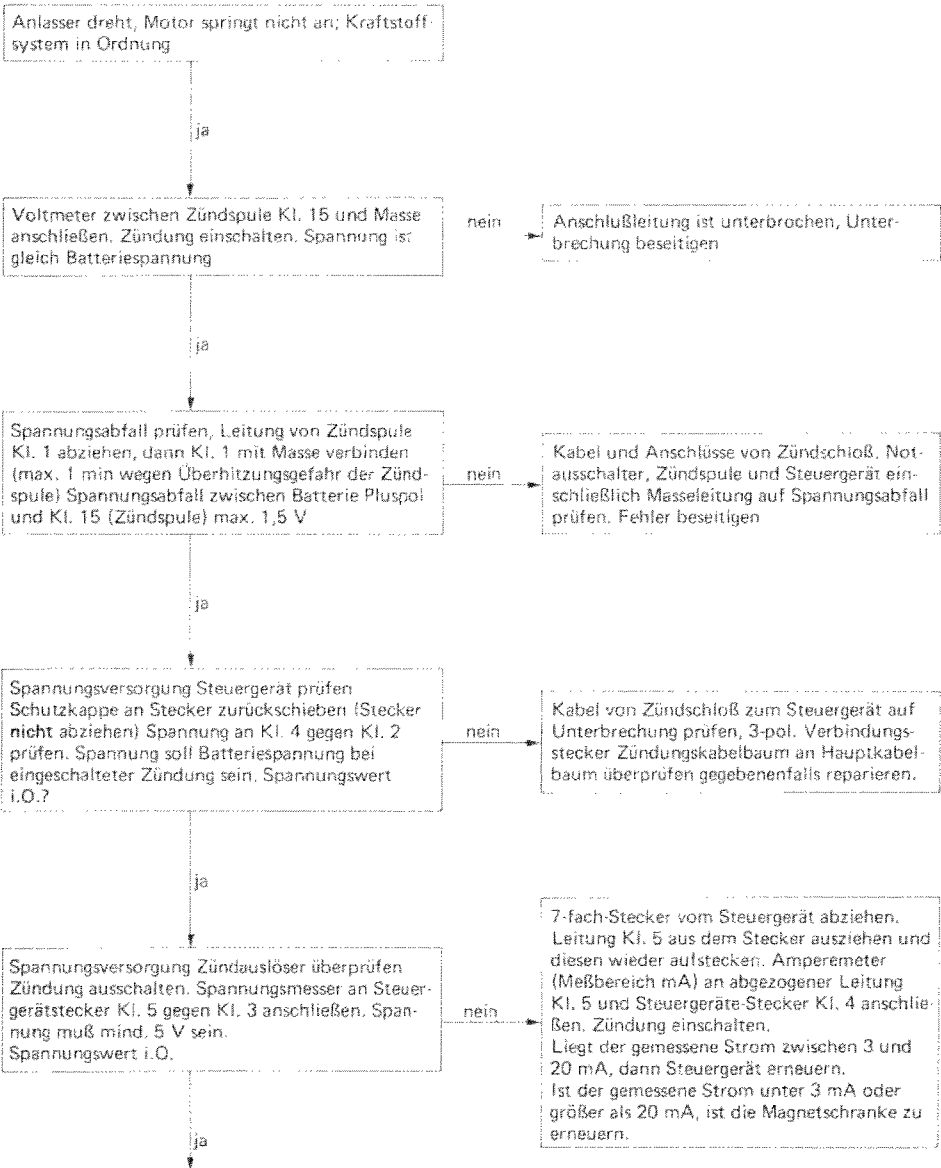 Anlasser dreht, Motor springt nicht an; Kraftstoff-
system in Ordnung
ja
Voltmeter zwischen Zündspule Kl. 15 und Masse
anschließen. Zündung einschalten. Spannung ist
gleich Batteriespannung
nein
Anschlußleitung ist unterbrochen, Unter-
brechung beseitigen
ja
Spannungsabfall prüfen, Leitung von Zündspule
Kl. 1 abziehen, dann Kl. 1 mit Masse verbinden
(max. 1 min wegen Überhitzungsgefahr der Zünd-
spule) Spannungsabfall zwischen Batterie Pluspol
und Kl. 15 (Zündspule) max. 1,5 V
nein
Kabel und Anschlüsse von Zündschloß, Not-
ausschalter, Zündspule und Steuergerät ein-
schließlich Masseleitung auf Spannungsabfall
prüfen. Fehler beseitigen
ja
Spannungsversorgung Steuergerät prüfen
Schutzkappe an Stecker zurückschieben (Stecker
nicht abziehen) Spannung an Kl. 4 gegen Kl. 2
prüfen. Spannung soll Batteriespannung bei
eingeschalteter Zündung sein. Spannungswert
i.O.?
nein
Kabel von Zündschloß zum Steuergerät auf
Unterbrechung prüfen, 3-pol. Verbindungs-
stecker Zündungskabelbaum an Hauptkabel-
baum überprüfen gegebenenfalls reparieren.
ja
Spannungsversorgung Zündauslöser überprüfen
Zündung ausschalten. Spannungsmesser an Steuer-
gerätstecker Kl. 5 gegen Kl. 3 anschließen. Span-
nung muß mind. 5 V sein.
Spannungswert i.O.
nein
7-fach-Stecker vom Steuergerät abziehen.
Leitung Kl. 5 aus dem Stecker ausziehen und
diesen wieder aufstecken. Amperemeter
(Meßbereich mA) an abgezogener Leitung
Kl. 5 und Steuergeräte-Stecker Kl. 4 anschlie-
ßen. Zündung einschalten.
Liegt der gemessene Strom zwischen 3 und
20 mA, dann Steuergerät erneuern.
Ist der gemessene Strom unter 3 mA oder
größer als 20 mA, ist die Magnetschranke zu
erneuern.
ja